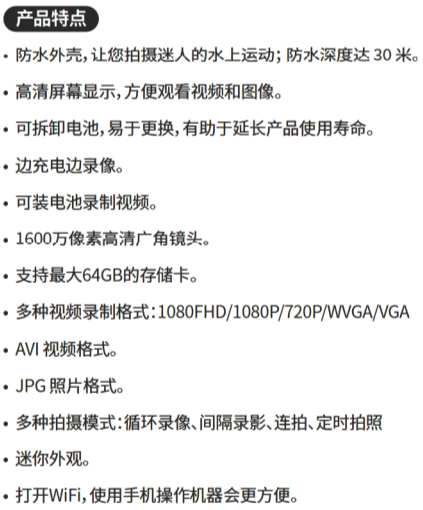 产品特点
· 防水外壳，让您拍摄迷人的水上运动；防水深度达 30 米。
· 高清屏幕显示，方便观看视频和图像。
· 可拆卸电池，易于更换，有助于延长产品使用寿命。
· 边充电边录像。
· 可装电池录制视频。
· 1600万像素高清广角镜头。
· 支持最大64GB的存储卡。
· 多种视频录制格式：1080FHD/1080P/720P/WVGA/VGA
· AVI 视频格式。
· JPG 照片格式。
· 多种拍摄模式：循环录像、间隔录影、连拍、定时拍照
· 迷你外观。
· 打开WiFi，使用手机操作机器会更方便。